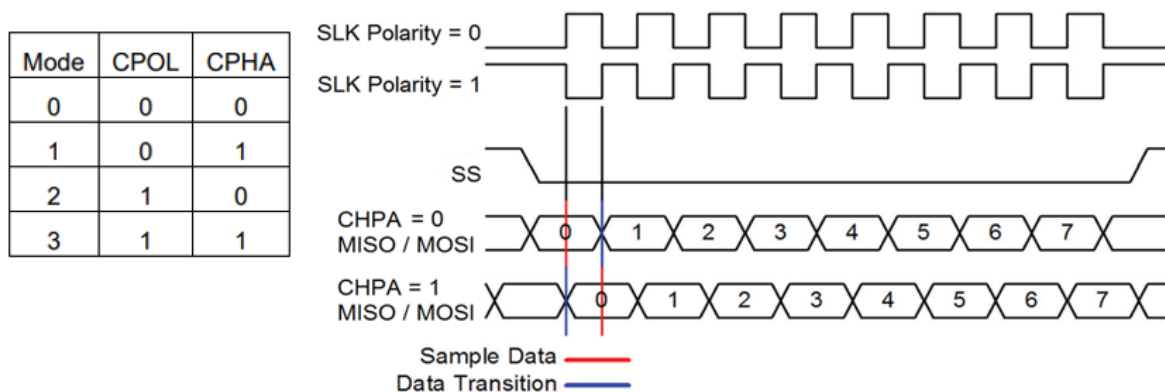 Mode CPOL CPHA
0 0 0
1 0 1
2 1 0
3 1 1
SLK Polarity = 0
SLK Polarity = 1
SS
CHPA = 0
MISO / MOSI
0 1 2 3 4 5 6 7
CHPA = 1
MISO / MOSI
0 1 2 3 4 5 6 7
Sample Data
Data Transition